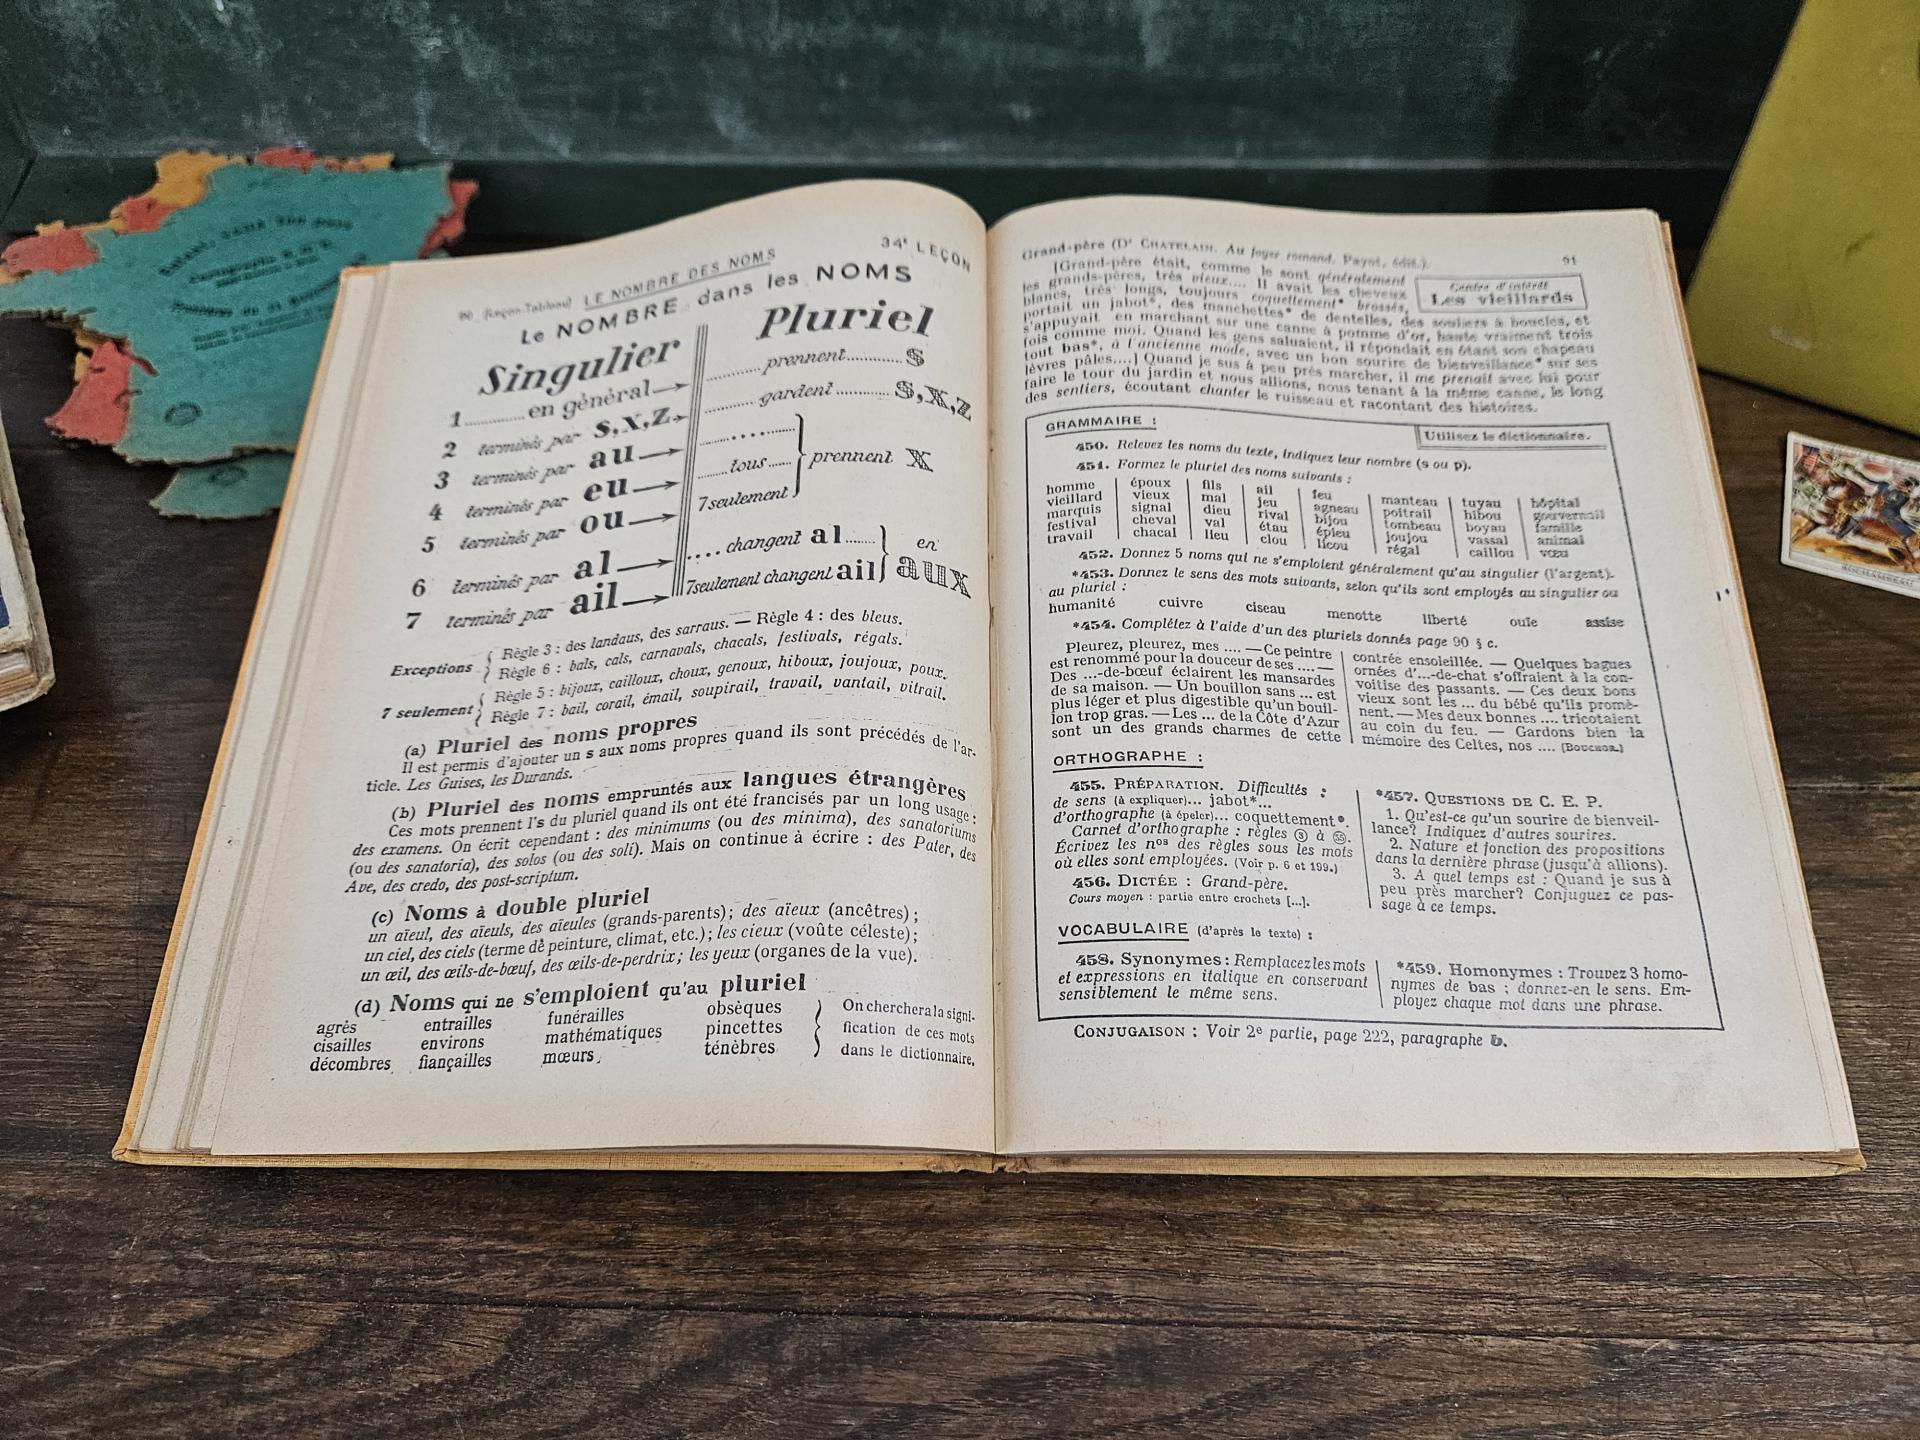 90 (Leçon-Tableau) LE NOMBRE DES NOMS
34e LEÇON
Le NOMBRE dans les NOMS
Singulier
Pluriel
1 ............ en général
............ prennent ............ s
2 terminés par s, x, z
............ gardent ............ s, x, z
3 terminés par au
4 terminés par eu
...... tous ......
prennent x
5 terminés par ou
7 seulement
6 terminés par al
.... changent al ........
en
aux
7 terminés par ail
7 seulement changent ail
Exceptions
Règle 3 : des landaus, des sarraus. — Règle 4 : des bleus.
Règle 6 : bals, cals, carnavals, chacals, festivals, régals.
7 seulement
Règle 5 : bijoux, cailloux, choux, genoux, hiboux, joujoux, poux.
Règle 7 : bail, corail, émail, soupirail, travail, vantail, vitrail.
(a) Pluriel des noms propres
Il est permis d'ajouter un s aux noms propres quand ils sont précédés de l'ar-
ticle. Les Guises, les Durands.
(b) Pluriel des noms empruntés aux langues étrangères
Ces mots prennent l's du pluriel quand ils ont été francisés par un long usage :
des examens. On écrit cependant : des minimums (ou des minima), des sanatoriums
(ou des sanatoria), des solos (ou des soli). Mais on continue à écrire : des Pater, des
Ave, des credo, des post-scriptum.
(c) Noms à double pluriel
un aïeul, des aïeuls, des aïeules (grands-parents) ; des aïeux (ancêtres) ;
un ciel, des ciels (terme de peinture, climat, etc.) ; les cieux (voûte céleste) ;
un œil, des œils-de-bœuf, des œils-de-perdrix ; les yeux (organes de la vue).
(d) Noms qui ne s'emploient qu'au pluriel
agrès entrailles funérailles obsèques
cisailles environs mathématiques pincettes
décombres fiançailles mœurs ténèbres
On cherchera la signi-
fication de ces mots
dans le dictionnaire.
Grand-père (Dr CHATELAIN. Au foyer romand. Payot, édit.).
91
[Grand-père était, comme le sont généralement
les grands-pères, très vieux.... Il avait les cheveux
blancs, très longs, toujours coquettement* brossés,
portait un jabot*, des manchettes* de dentelles, des souliers à boucles, et
s'appuyait en marchant sur une canne à pomme d'or, haute vraiment trois
fois comme moi. Quand les gens saluaient, il répondait en ôtant son chapeau
tout bas*, à l'ancienne mode, avec un bon sourire de bienveillance* sur ses
lèvres pâles....] Quand je sus à peu près marcher, il me prenait avec lui pour
faire le tour du jardin et nous allions, nous tenant à la même canne, le long
des sentiers, écoutant chanter le ruisseau et racontant des histoires.
Centre d'intérêt
Les vieillards
GRAMMAIRE :
Utilisez le dictionnaire.
450. Relevez les noms du texte, indiquez leur nombre (s ou p).
451. Formez le pluriel des noms suivants :
homme époux fils ail feu manteau tuyau hôpital
vieillard vieux mal jeu agneau poitrail hibou gouvernail
marquis signal dieu rival bijou tombeau boyau famille
festival cheval val étau épieu joujou vassal animal
travail chacal lieu clou licou régal caillou vœu
452. Donnez 5 noms qui ne s'emploient généralement qu'au singulier (l'argent).
*453. Donnez le sens des mots suivants, selon qu'ils sont employés au singulier ou
au pluriel :
humanité cuivre ciseau menotte liberté ouïe assise
*454. Complétez à l'aide d'un des pluriels donnés page 90 § c.
Pleurez, pleurez, mes .... — Ce peintre
est renommé pour la douceur de ses .... —
Des ...-de-bœuf éclairent les mansardes
de sa maison. — Un bouillon sans ... est
plus léger et plus digestible qu'un bouil-
lon trop gras. — Les ... de la Côte d'Azur
sont un des grands charmes de cette
contrée ensoleillée. — Quelques bagues
ornées d'...-de-chat s'offraient à la con-
voitise des passants. — Ces deux bons
vieux sont les ... du bébé qu'ils promè-
nent. — Mes deux bonnes .... tricotaient
au coin du feu. — Gardons bien la
mémoire des Celtes, nos .... (BOUCHOR.)
ORTHOGRAPHE :
455. PRÉPARATION. Difficultés :
de sens (à expliquer)... jabot*...
d'orthographe (à épeler)... coquettement*.
Carnet d'orthographe : règles ⑤ à 55.
Écrivez les nos des règles sous les mots
où elles sont employées. (Voir p. 6 et 199.)
456. DICTÉE : Grand-père.
Cours moyen : partie entre crochets [...].
*457. QUESTIONS DE C. E. P.
1. Qu'est-ce qu'un sourire de bienveil-
lance? Indiquez d'autres sourires.
2. Nature et fonction des propositions
dans la dernière phrase (jusqu'à allions).
3. A quel temps est : Quand je sus à
peu près marcher? Conjuguez ce pas-
sage à ce temps.
VOCABULAIRE (d'après le texte) :
458. Synonymes : Remplacez les mots
et expressions en italique en conservant
sensiblement le même sens.
*459. Homonymes : Trouvez 3 homo-
nymes de bas ; donnez-en le sens. Em-
ployez chaque mot dans une phrase.
CONJUGAISON : Voir 2e partie, page 222, paragraphe b.
ROCHAMBEAU